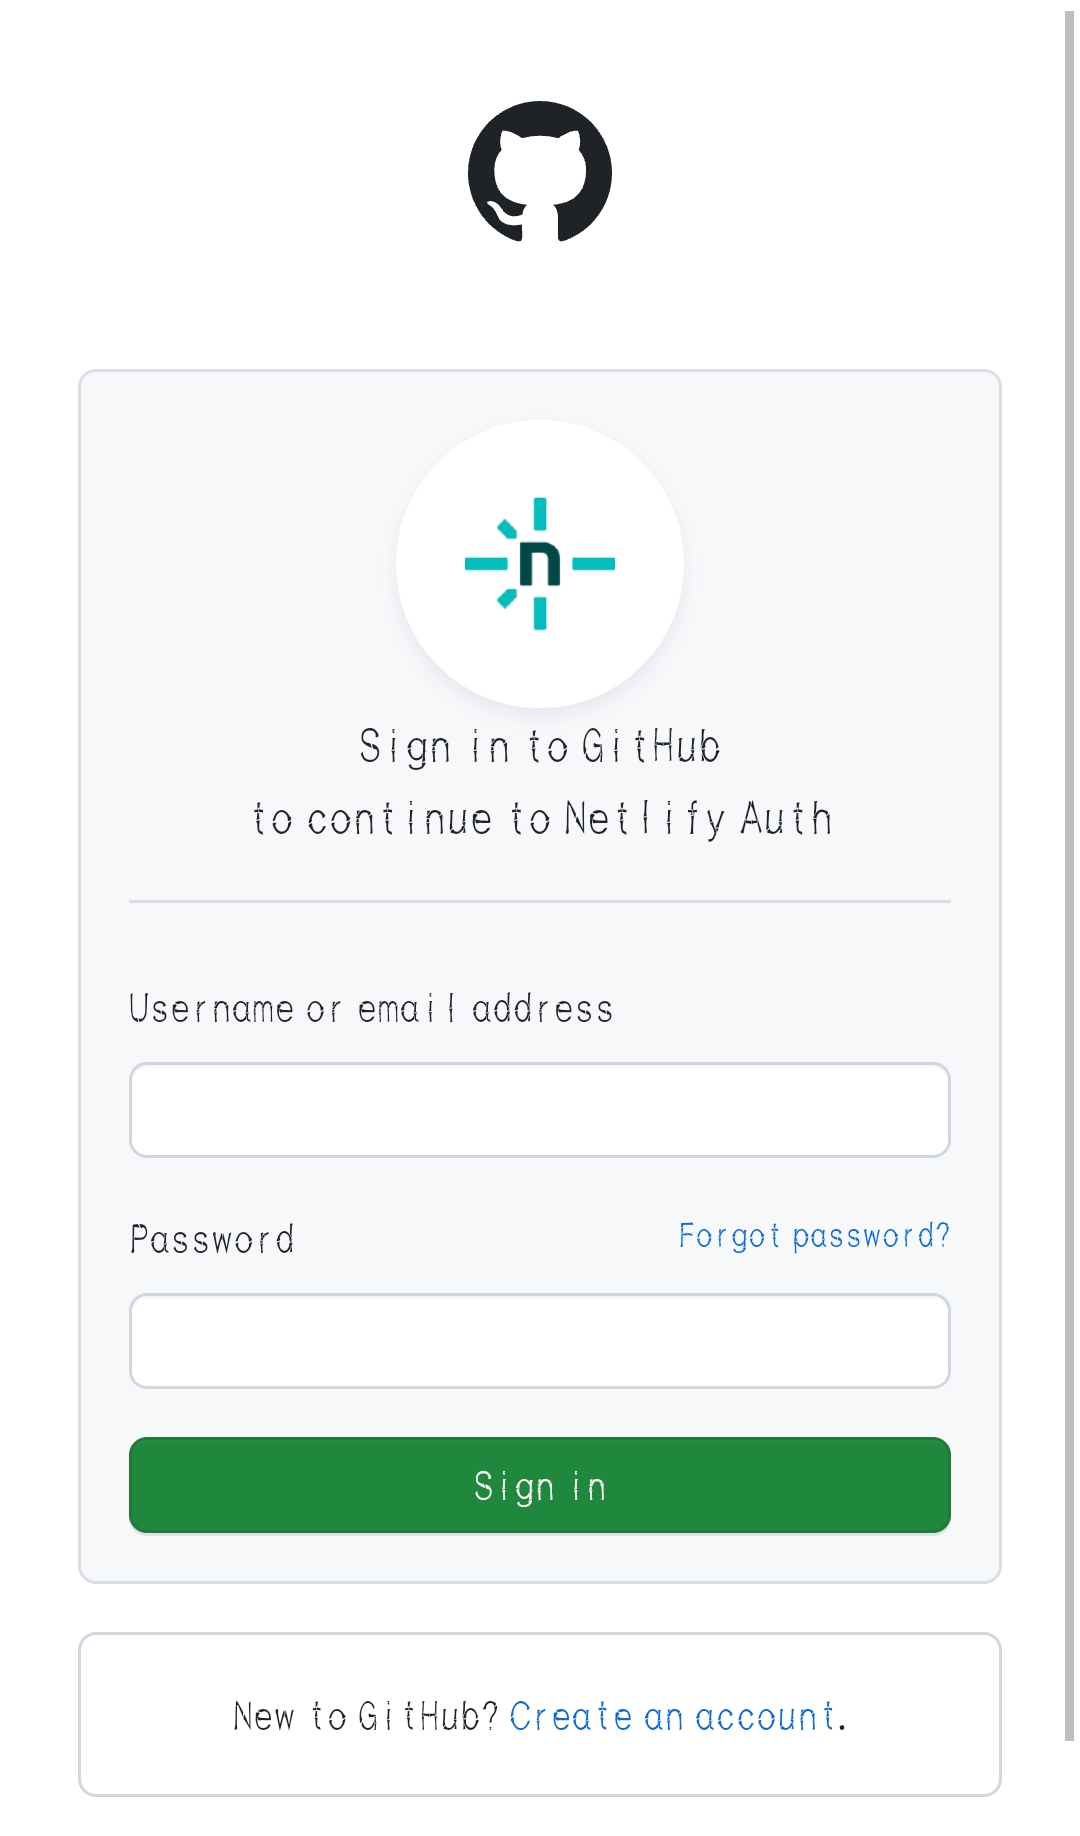 Sign in to GitHub
to continue to Netlify Auth
Username or email address
Password
Forgot password?
Sign in
New to GitHub? Create an account.